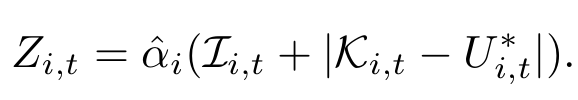 Z_{i,t} = \hat{\alpha}_i(\mathcal{I}_{i,t} + |\mathcal{K}_{i,t} - U^*_{i,t}|).